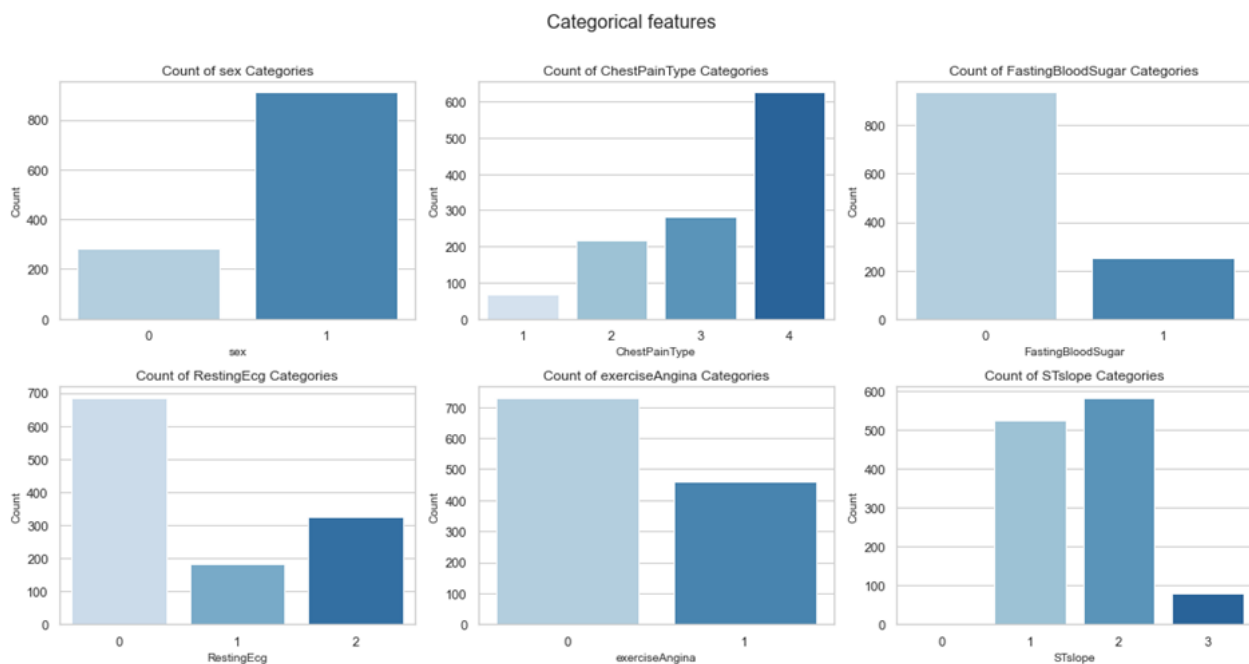 Categorical features
Count of sex Categories
Count
800
600
400
200
0
0 1
sex
Count of ChestPainType Categories
Count
600
500
400
300
200
100
0
1 2 3 4
ChestPainType
Count of FastingBloodSugar Categories
Count
800
600
400
200
0
0 1
FastingBloodSugar
Count of RestingEcg Categories
Count
700
600
500
400
300
200
100
0
0 1 2
RestingEcg
Count of exerciseAngina Categories
Count
700
600
500
400
300
200
100
0
0 1
exerciseAngina
Count of STslope Categories
Count
600
500
400
300
200
100
0
0 1 2 3
STslope